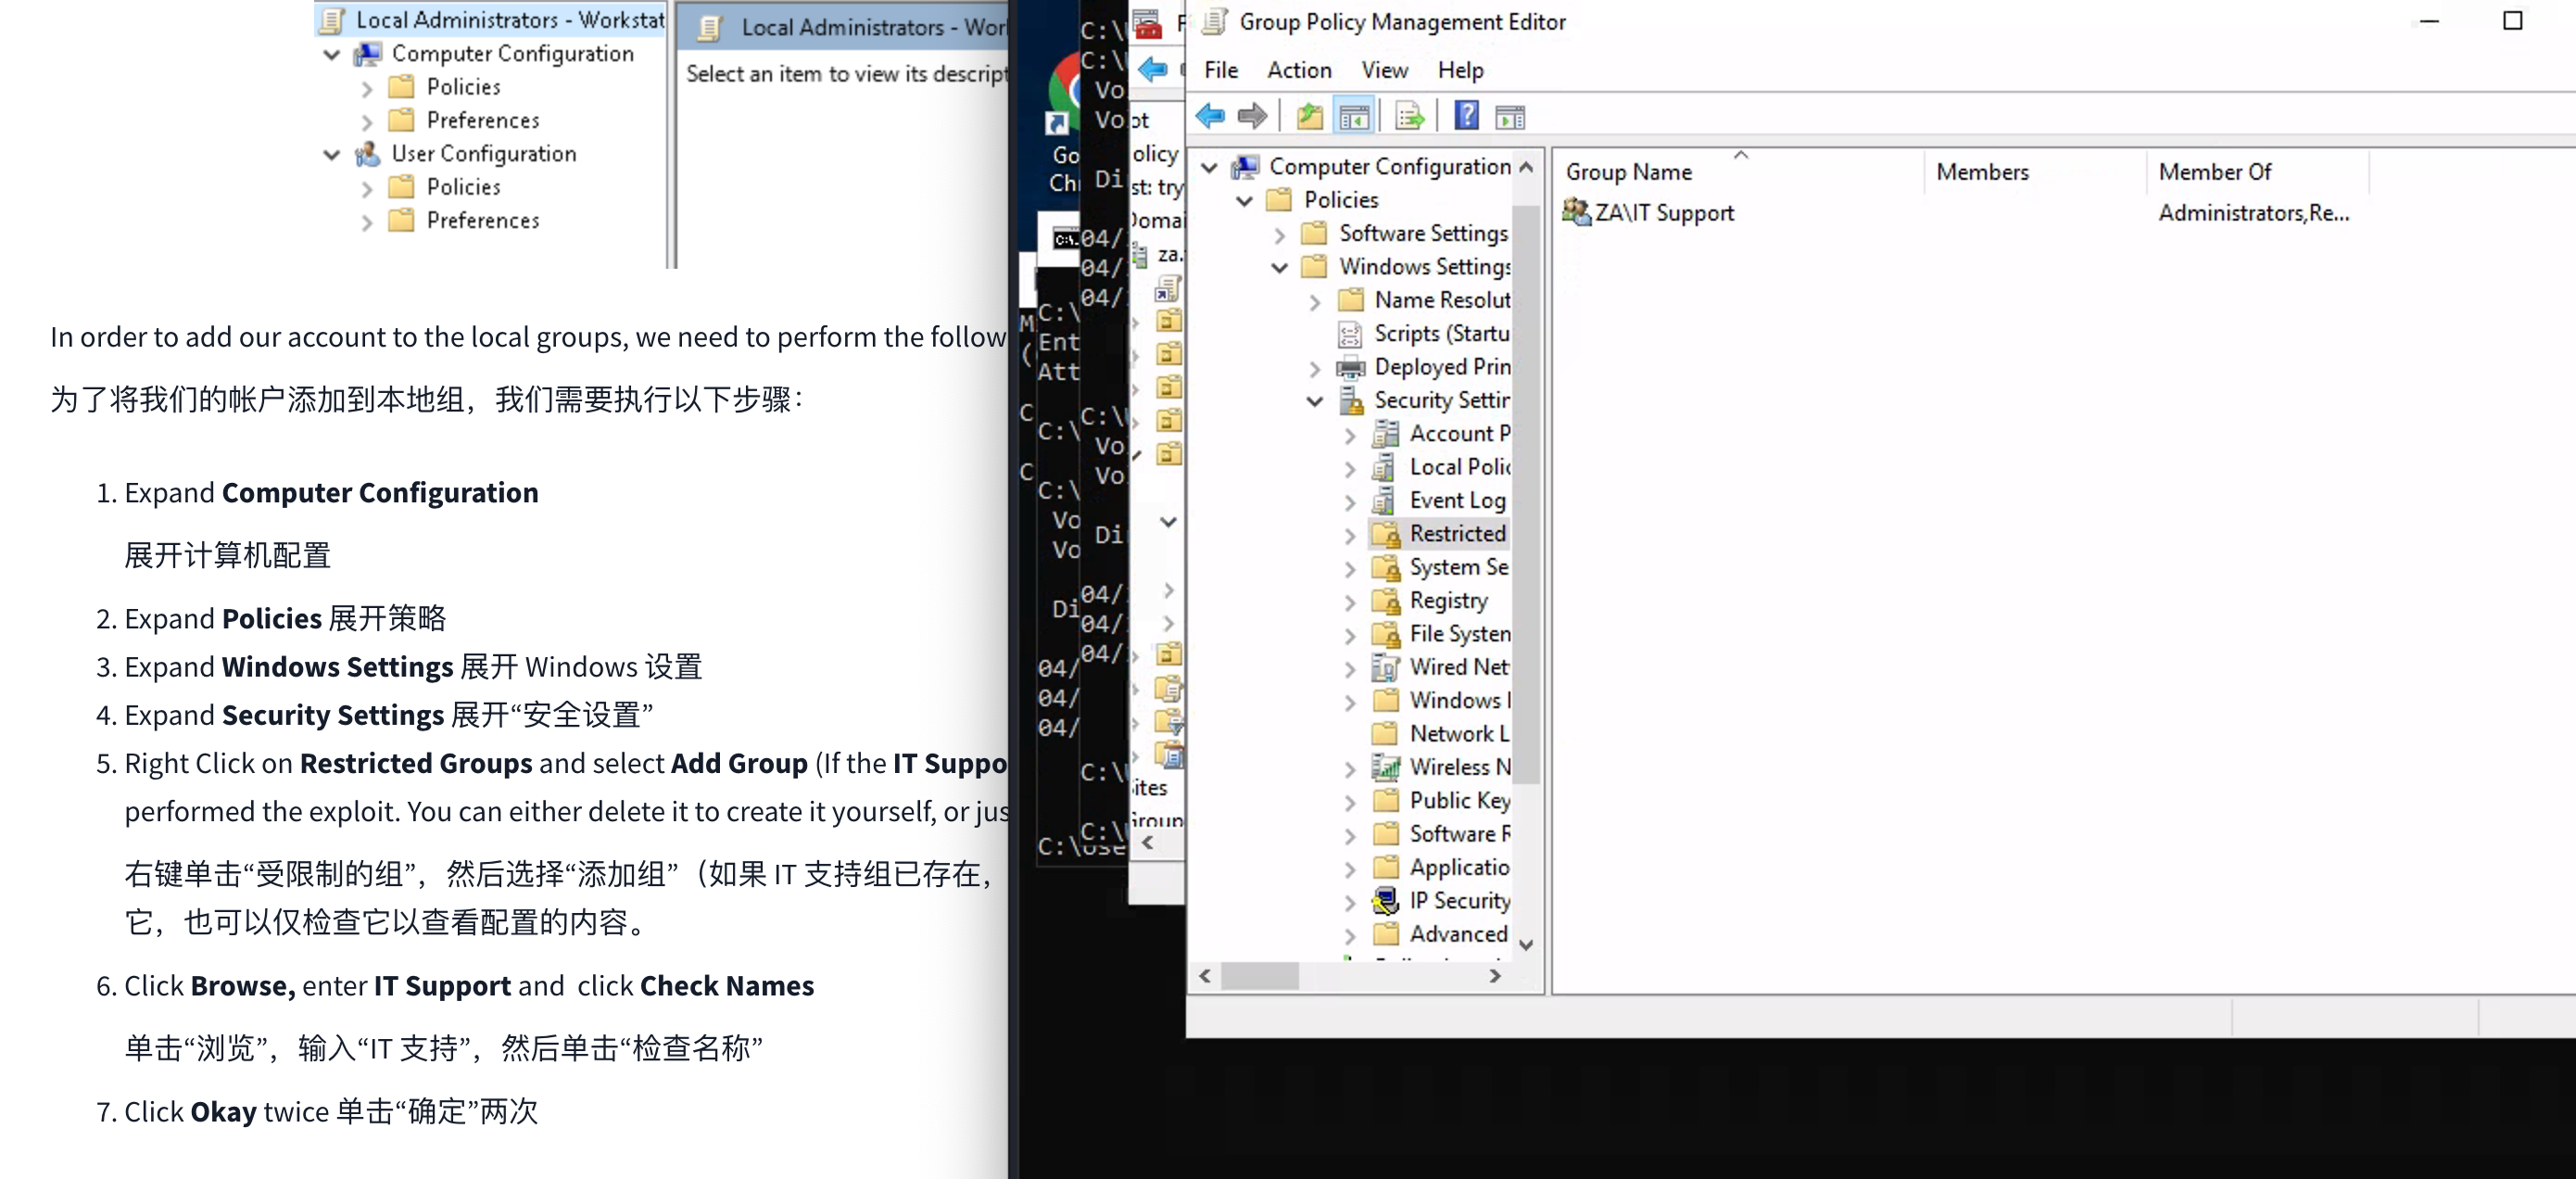 Local Administrators - Workstat
Computer Configuration
Policies
Preferences
User Configuration
Policies
Preferences
Local Administrators - Wor
Select an item to view its descript
In order to add our account to the local groups, we need to perform the follow
为了将我们的帐户添加到本地组，我们需要执行以下步骤：
1. Expand Computer Configuration
展开计算机配置
2. Expand Policies 展开策略
3. Expand Windows Settings 展开 Windows 设置
4. Expand Security Settings 展开“安全设置”
5. Right Click on Restricted Groups and select Add Group (If the IT Suppo
performed the exploit. You can either delete it to create it yourself, or jus
右键单击“受限制的组”，然后选择“添加组”（如果 IT 支持组已存在，
它，也可以仅检查它以查看配置的内容。
6. Click Browse, enter IT Support and click Check Names
单击“浏览”，输入“IT 支持”，然后单击“检查名称”
7. Click Okay twice 单击“确定”两次
Go
Ch
M
(
C
C
C:\
Ent
Att
C:\
C:\
Vo
Vo
Di
04/
04/
04/
C:\Use
C:\
C:\
Vo
Vo
Di
04/
04/
04/
C:\
Vo
Vo
Di
04/
04/
04/
C:\
C:\
F
ot
olicy
st: try
Domai
za.
ites
Group
Group Policy Management Editor
File Action View Help
Computer Configuration
Policies
Software Settings
Windows Settings
Name Resolut
Scripts (Startu
Deployed Prin
Security Settin
Account P
Local Polic
Event Log
Restricted
System Se
Registry
File System
Wired Net
Windows
Network L
Wireless N
Public Key
Software R
Applicatio
IP Security
Advanced
Group Name Members Member Of
ZA\IT Support Administrators,Re...